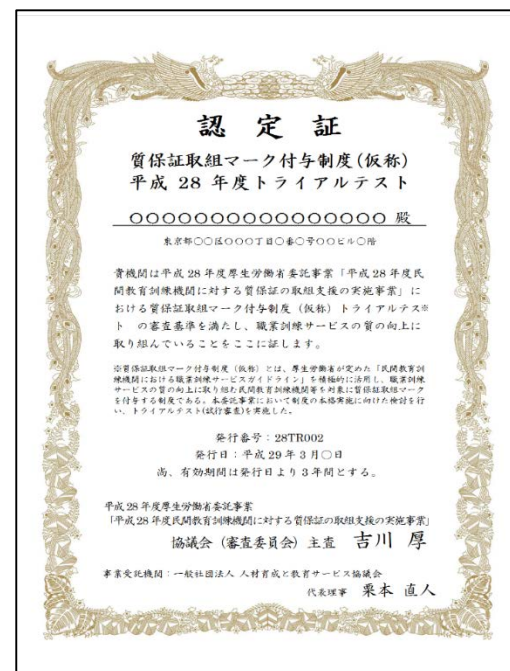 認定証
質保証取組マーク付与制度(仮称)
平成 28 年度トライアルテスト
○○○○○○○○○○○○○○○○○ 殿
東京都○○区○○○丁目○番○号○○ビル○階
貴機関は平成 28 年度厚生労働省委託事業「平成 28 年度民
間教育訓練機関に対する質保証の取組支援の実施事業」に
おける質保証取組マーク付与制度(仮称)トライアルテス※
ト の審査基準を満たし、職業訓練サービスの質の向上に
取り組んでいることをここに証します。
※質保証取組マーク付与制度(仮称)とは、厚生労働省が定めた「民間教育訓
練機関における職業訓練サービスガイドライン」を積極的に活用し、職業訓練
サービスの質の向上に取り組む民間教育訓練機関等を対象に質保証取組マーク
を付与する制度である。本委託事業において制度の本格実施に向けた検討を行
い、トライアルテスト(試行審査)を実施した。
発行番号:28TR002
発行日:平成 29 年 3 月○日
尚、有効期間は発行日より 3 年間とする。
平成 28 年度厚生労働省委託事業
「平成 28 年度民間教育訓練機関に対する質保証の取組支援の実施事業」
協議会(審査委員会)主査 吉川 厚
事業受託機関:一般社団法人 人材育成と教育サービス協議会
代表理事 栗本 直人